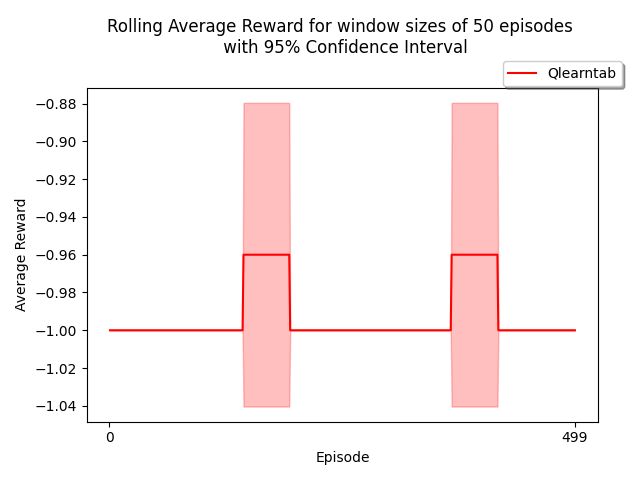 Rolling Average Reward for window sizes of 50 episodes
with 95% Confidence Interval
Qlearntab
−0.88
−0.90
−0.92
−0.94
−0.96
−0.98
−1.00
−1.02
−1.04
Average Reward
0
499
Episode